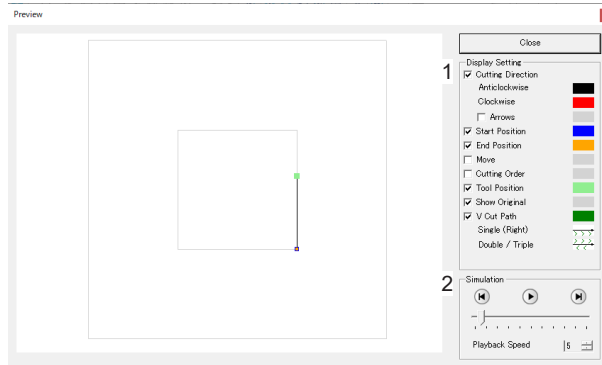 Preview
Close
1
Display Setting
Cutting Direction
Anticlockwise
Clockwise
Arrows
Start Position
End Position
Move
Cutting Order
Tool Position
Show Original
V Cut Path
Single (Right)
Double / Triple
2
Simulation
Playback Speed
5